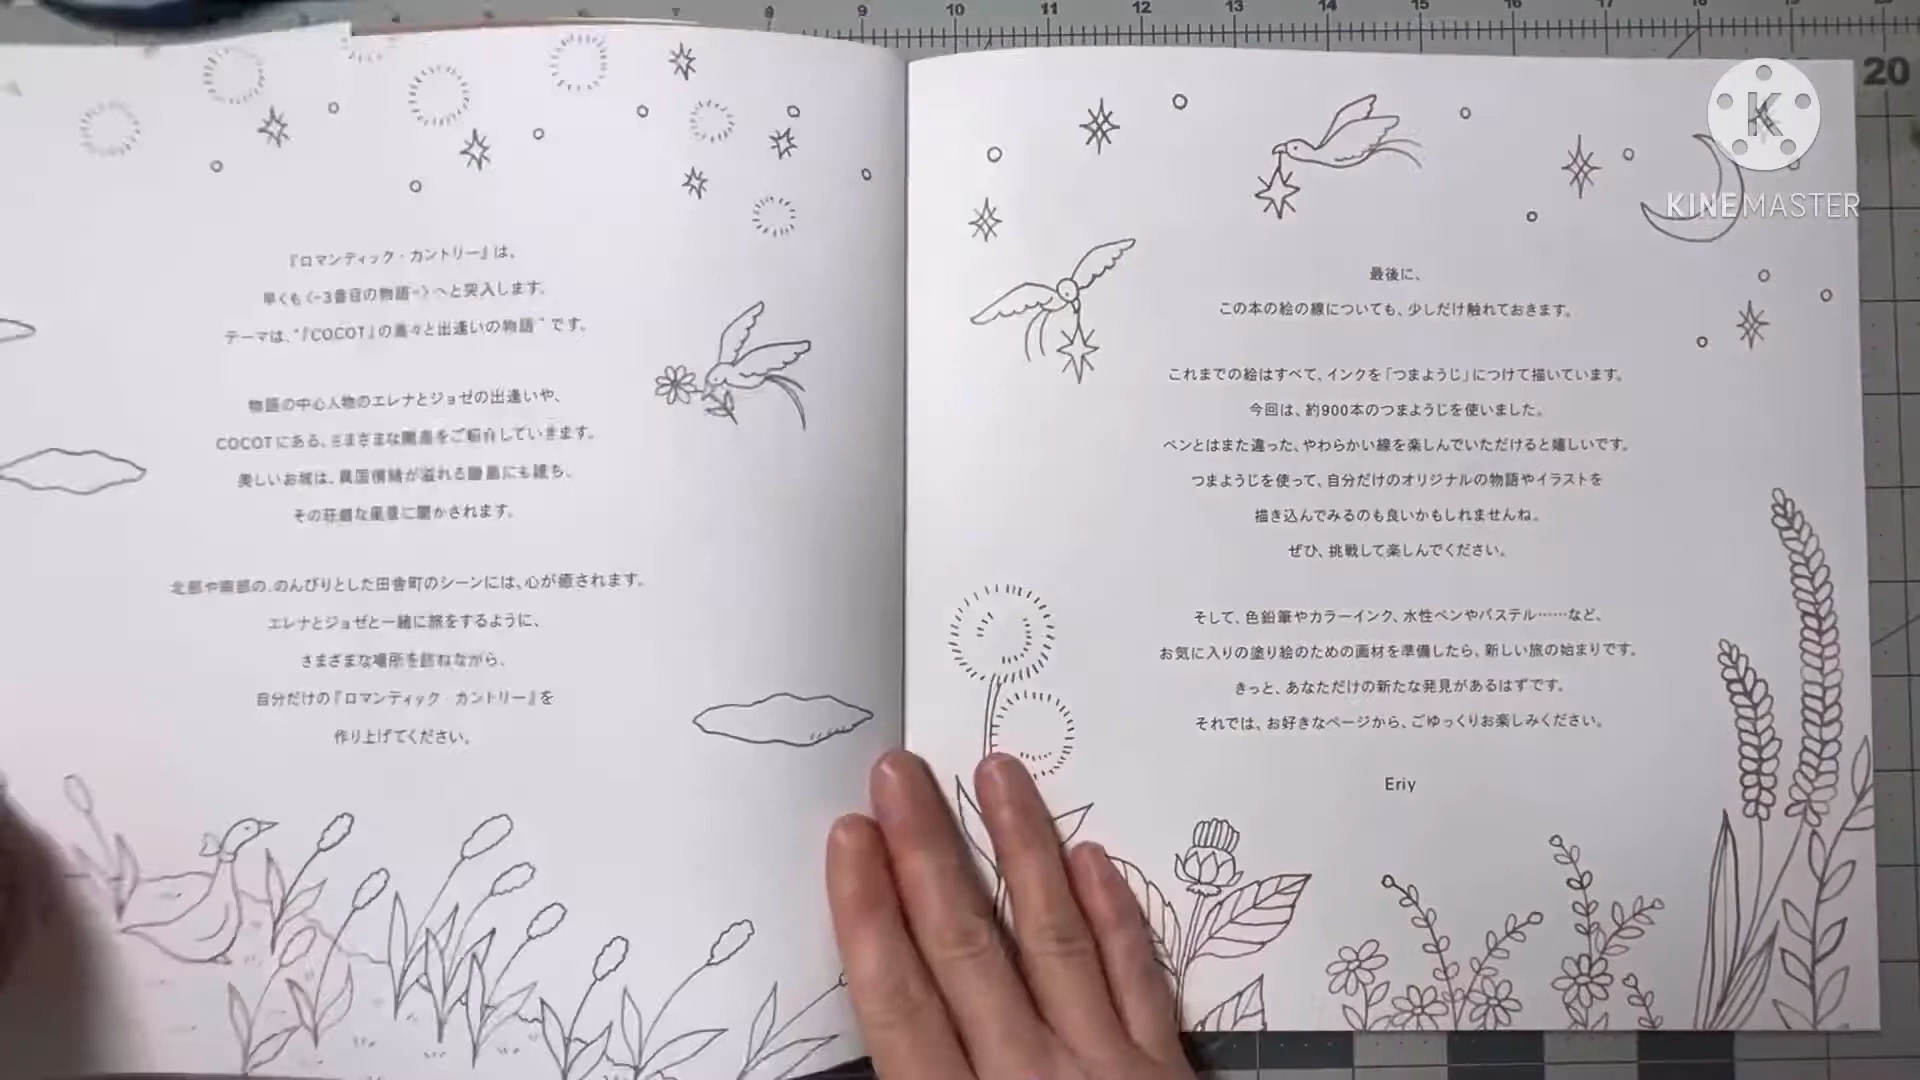 7
8
9
10
11
12
13
14
15
16
17
18
19
20
K
KINEMASTER
『ロマンティック・カントリー』は、
早くも〈-3番目の物語-〉へと突入します。
テーマは、“『COCOT』の島々と出逢いの物語”です。
物語の中心人物のエレナとジョゼの出逢いや、
COCOTにある、さまざまな離島をご紹介していきます。
美しいお城は、異国情緒が溢れる離島にも建ち、
その荘厳な風景に驚かされます。
北部や南部の、のんびりとした田舎町のシーンには、心が癒されます。
エレナとジョゼと一緒に旅をするように、
さまざまな場所を訪ねながら、
自分だけの『ロマンティック・カントリー』を
作り上げてください。
最後に、
この本の絵の線についても、少しだけ触れておきます。
これまでの絵はすべて、インクを「つまようじ」につけて描いています。
今回は、約900本のつまようじを使いました。
ペンとはまた違った、やわらかい線を楽しんでいただけると嬉しいです。
つまようじを使って、自分だけのオリジナルの物語やイラストを
描き込んでみるのも良いかもしれませんね。
ぜひ、挑戦して楽しんでください。
そして、色鉛筆やカラーインク、水性ペンやパステル……など、
お気に入りの塗り絵のための画材を準備したら、新しい旅の始まりです。
きっと、あなただけの新たな発見があるはずです。
それでは、お好きなページから、ごゆっくりお楽しみください。
Eriy